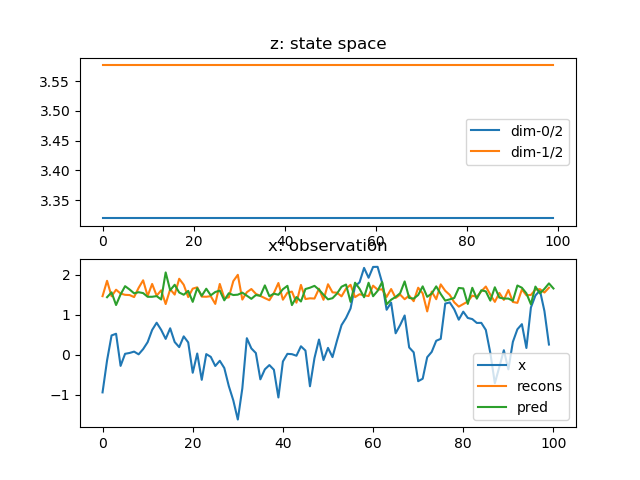 z: state space
3.55
3.50
3.45
3.40
3.35
dim-0/2
dim-1/2
0 20 40 60 80 100
x: observation
2
1
0
−1
x
recons
pred
0 20 40 60 80 100